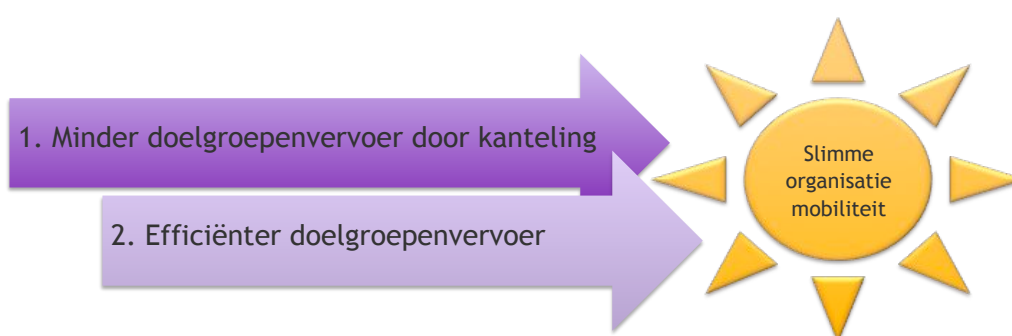 1. Minder doelgroepenvervoer door kanteling
2. Efficiënter doelgroepenvervoer
Slimme
organisatie
mobiliteit